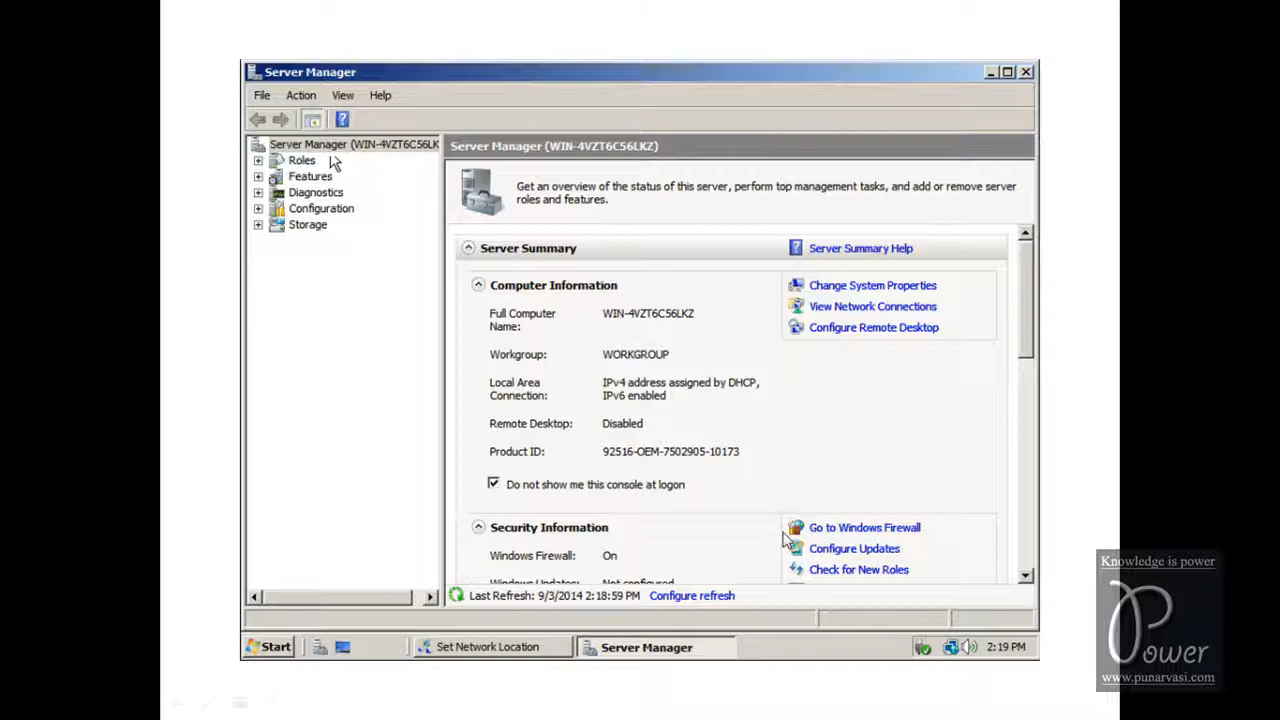 Server Manager
File Action View Help
Server Manager (WIN-4VZT6C56LK
Roles
Features
Diagnostics
Configuration
Storage
Server Manager (WIN-4VZT6C56LKZ)
Get an overview of the status of this server, perform top management tasks, and add or remove server
roles and features.
Server Summary
Server Summary Help
Computer Information
Change System Properties
View Network Connections
Configure Remote Desktop
Full Computer
Name:
WIN-4VZT6C56LKZ
Workgroup: WORKGROUP
Local Area
Connection:
IPv4 address assigned by DHCP,
IPv6 enabled
Remote Desktop: Disabled
Product ID: 92516-OEM-7502905-10173
Do not show me this console at logon
Security Information
Go to Windows Firewall
Configure Updates
Check for New Roles
Windows Firewall: On
Windows Updates: Not configured
Last Refresh: 9/3/2014 2:18:59 PM Configure refresh
Start
Set Network Location
Server Manager
2:19 PM
Knowledge is power
Power
www.punarvasi.com